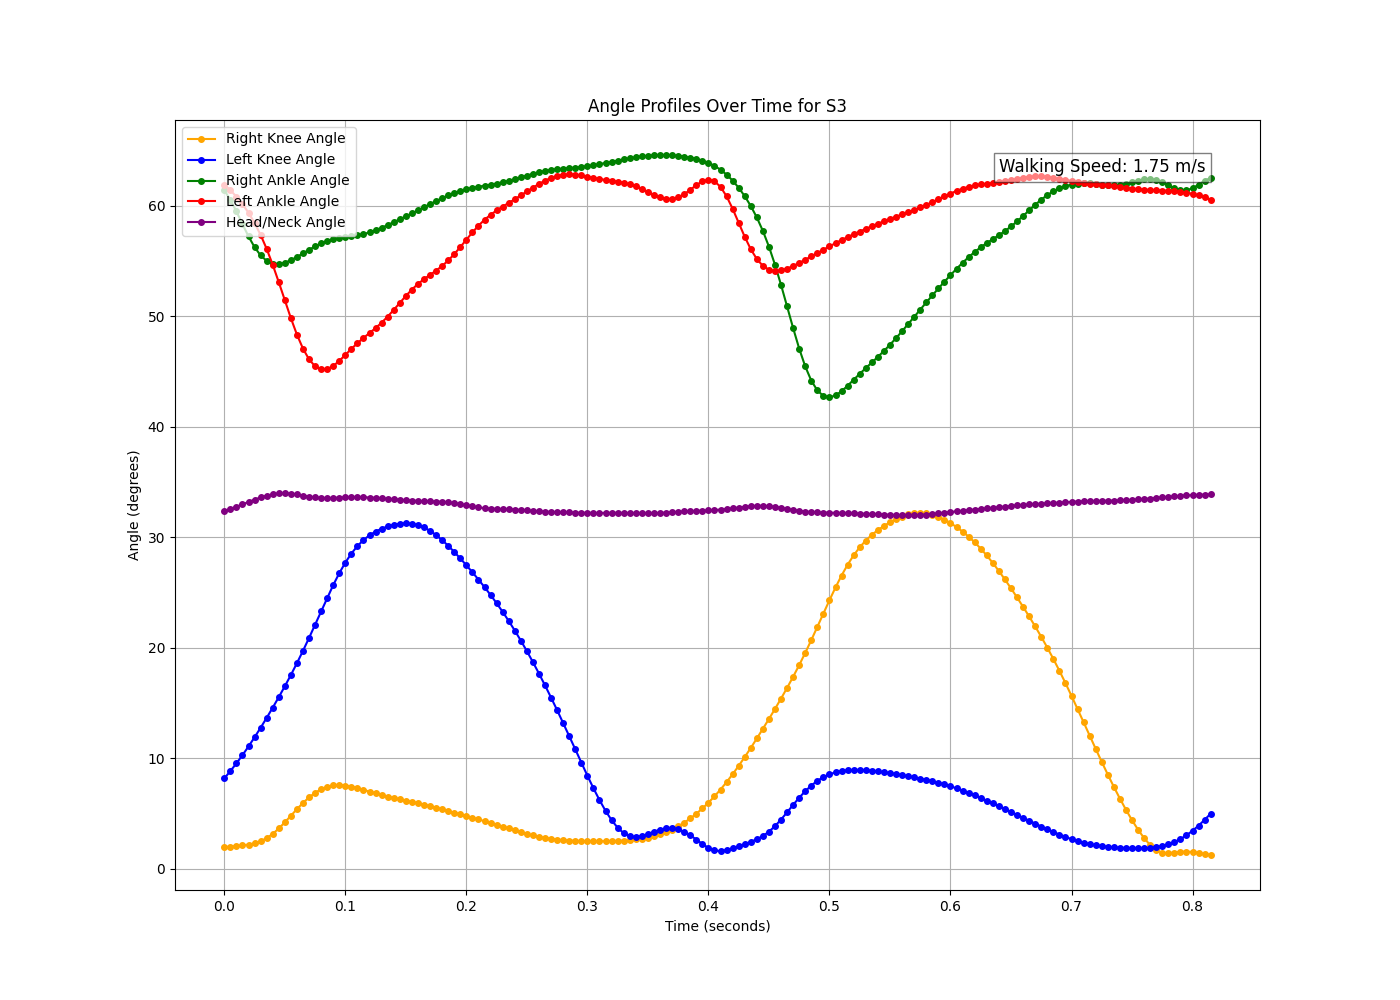 Angle Profiles Over Time for S3
Right Knee Angle
Left Knee Angle
Right Ankle Angle
Left Ankle Angle
Head/Neck Angle
Walking Speed: 1.75 m/s
Angle (degrees)
60
50
40
30
20
10
0
0.0 0.1 0.2 0.3 0.4 0.5 0.6 0.7 0.8
Time (seconds)